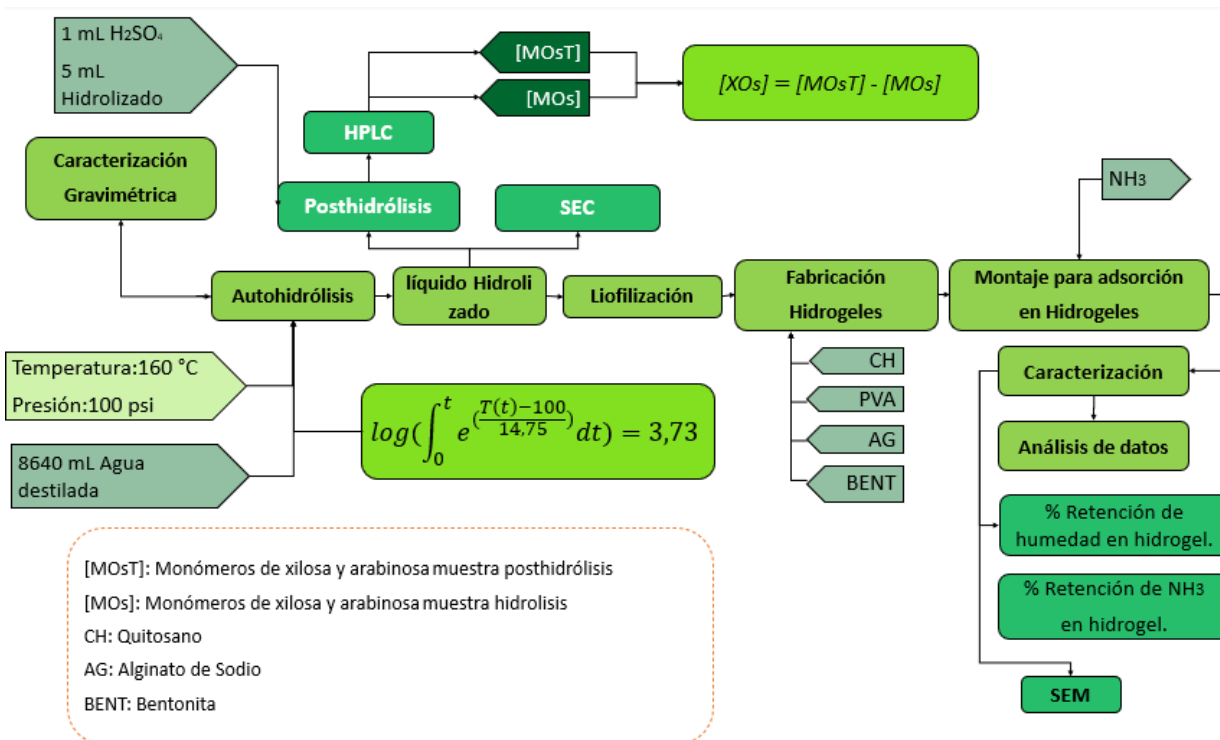 1 mL H₂SO₄
5 mL
Hidrolizado
[MOsT]
[MOs]
[XOs] = [MOsT] - [MOs]
HPLC
Caracterización
Gravimétrica
Posthidrólisis
SEC
NH₃
Autohidrólisis
líquido Hidroli
zado
Liofilización
Fabricación
Hidrogeles
Montaje para adsorción
en Hidrogeles
Temperatura:160 °C
Presión:100 psi
8640 mL Agua
destilada
log(∫₀ᵗ e^((T(t)−100)/14,75) dt) = 3,73
CH
PVA
AG
BENT
Caracterización
Análisis de datos
% Retención de
humedad en hidrogel.
% Retención de NH₃
en hidrogel.
SEM
[MOsT]: Monómeros de xilosa y arabinosa muestra posthidrólisis
[MOs]: Monómeros de xilosa y arabinosa muestra hidrolisis
CH: Quitosano
AG: Alginato de Sodio
BENT: Bentonita